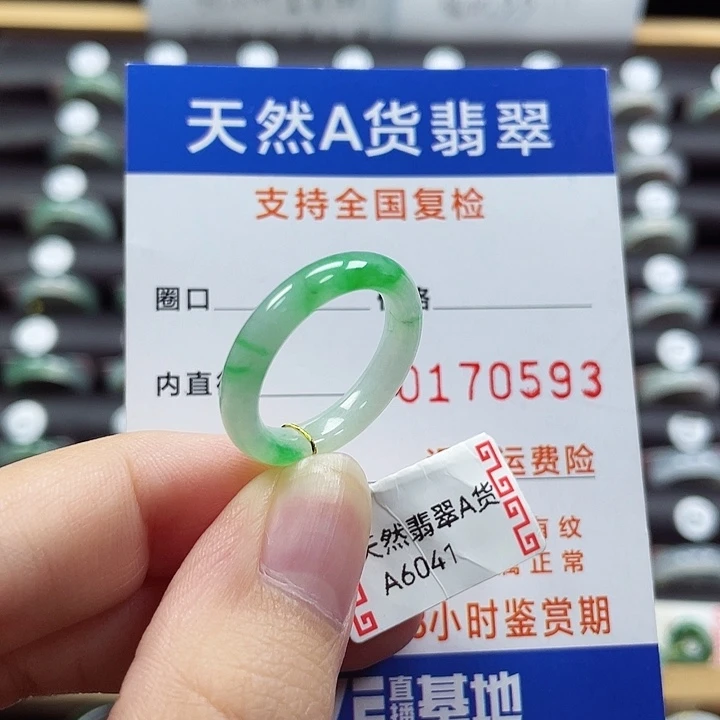 天然A货翡翠
支持全国复检
圈口
内直
0170593
运费险
天然翡翠A货
A6041
有纹
正常
小时鉴赏期
直播
基地